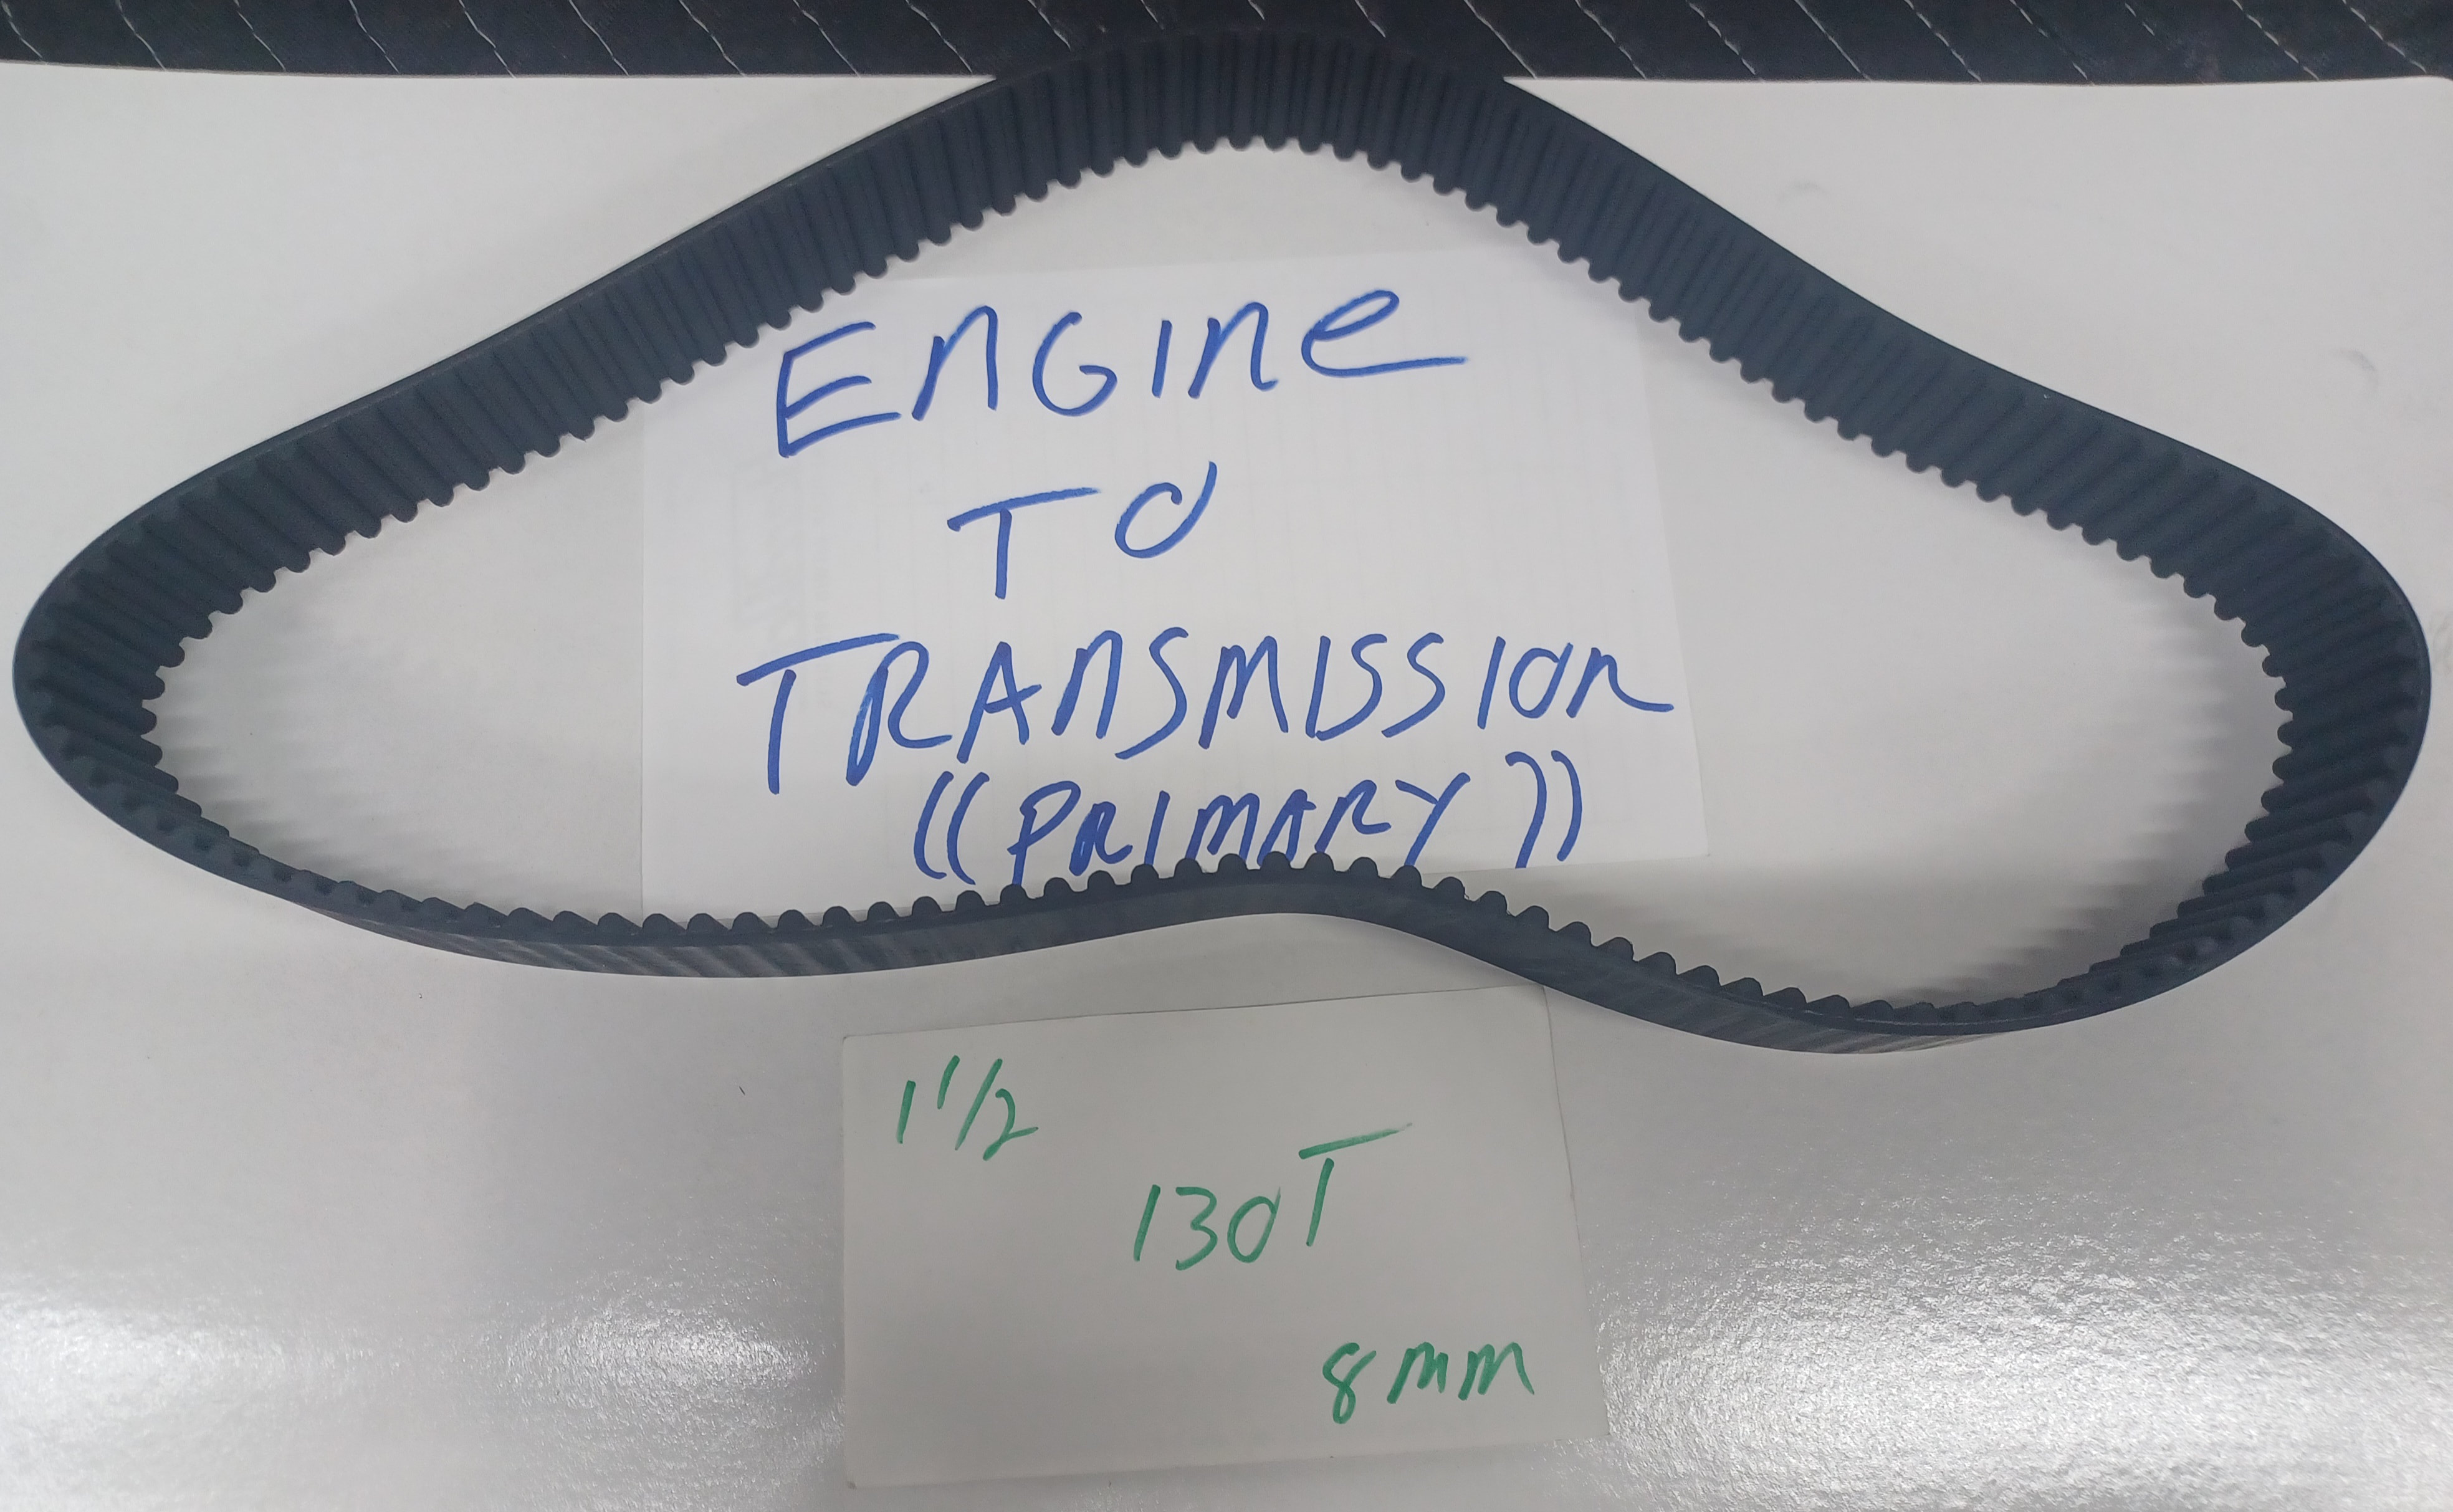 ENGINE
TO
TRANSMISSION
((PRIMARY))
1 1/2
130T
8mm